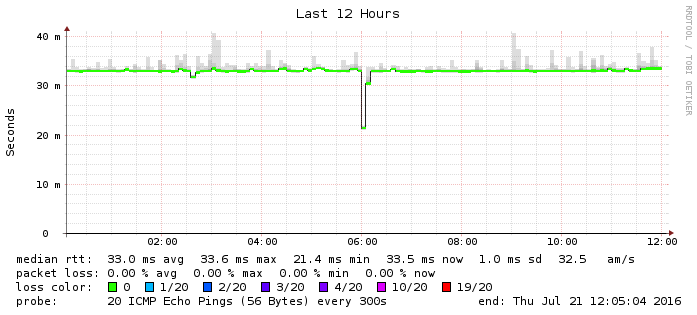 Last 12 Hours
RRDTOOL / TOBI OETIKER
Seconds
40 m
30 m
20 m
10 m
0
02:00 04:00 06:00 08:00 10:00 12:00
median rtt: 33.0 ms avg 33.6 ms max 21.4 ms min 33.5 ms now 1.0 ms sd 32.5 am/s
packet loss: 0.00 % avg 0.00 % max 0.00 % min 0.00 % now
loss color: 0 1/20 2/20 3/20 4/20 10/20 19/20
probe: 20 ICMP Echo Pings (56 Bytes) every 300s end: Thu Jul 21 12:05:04 2016